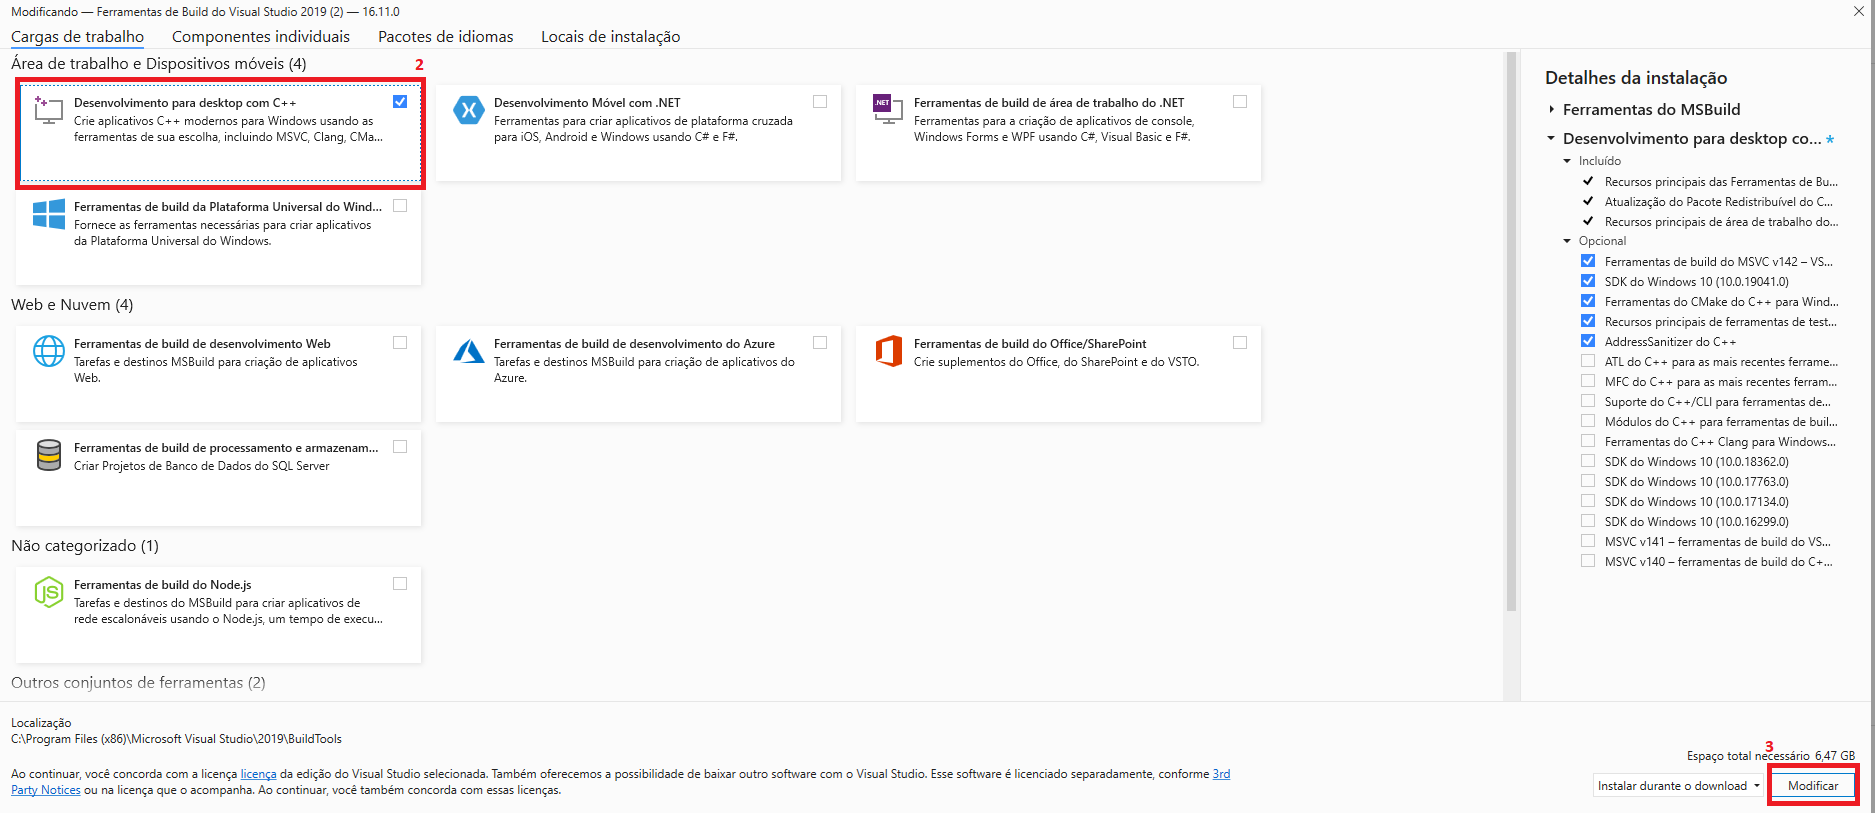 Modificando — Ferramentas de Build do Visual Studio 2019 (2) — 16.11.0
Cargas de trabalho
Componentes individuais
Pacotes de idiomas
Locais de instalação
Área de trabalho e Dispositivos móveis (4)
2
Desenvolvimento para desktop com C++
Crie aplicativos C++ modernos para Windows usando as
ferramentas de sua escolha, incluindo MSVC, Clang, CMa...
Desenvolvimento Móvel com .NET
Ferramentas para criar aplicativos de plataforma cruzada
para iOS, Android e Windows usando C# e F#.
.NET
Ferramentas de build de área de trabalho do .NET
Ferramentas para a criação de aplicativos de console,
Windows Forms e WPF usando C#, Visual Basic e F#.
Ferramentas de build da Plataforma Universal do Wind...
Fornece as ferramentas necessárias para criar aplicativos
da Plataforma Universal do Windows.
Web e Nuvem (4)
Ferramentas de build de desenvolvimento Web
Tarefas e destinos MSBuild para criação de aplicativos
Web.
Ferramentas de build de desenvolvimento do Azure
Tarefas e destinos MSBuild para criação de aplicativos do
Azure.
Ferramentas de build do Office/SharePoint
Crie suplementos do Office, do SharePoint e do VSTO.
Ferramentas de build de processamento e armazenam...
Criar Projetos de Banco de Dados do SQL Server
Não categorizado (1)
JS
Ferramentas de build do Node.js
Tarefas e destinos do MSBuild para criar aplicativos de
rede escalonáveis usando o Node.js, um tempo de execu...
Outros conjuntos de ferramentas (2)
Detalhes da instalação
Ferramentas do MSBuild
Desenvolvimento para desktop co... *
Incluído
Recursos principais das Ferramentas de Bu...
Atualização do Pacote Redistribuível do C...
Recursos principais de área de trabalho do...
Opcional
Ferramentas de build do MSVC v142 – VS...
SDK do Windows 10 (10.0.19041.0)
Ferramentas do CMake do C++ para Wind...
Recursos principais de ferramentas de test...
AddressSanitizer do C++
ATL do C++ para as mais recentes ferrame...
MFC do C++ para as mais recentes ferram...
Suporte do C++/CLI para ferramentas de...
Módulos do C++ para ferramentas de buil...
Ferramentas do C++ Clang para Windows...
SDK do Windows 10 (10.0.18362.0)
SDK do Windows 10 (10.0.17763.0)
SDK do Windows 10 (10.0.17134.0)
SDK do Windows 10 (10.0.16299.0)
MSVC v141 – ferramentas de build do VS...
MSVC v140 – ferramentas de build do C+...
Localização
C:\Program Files (x86)\Microsoft Visual Studio\2019\BuildTools
Ao continuar, você concorda com a licença licença da edição do Visual Studio selecionada. Também oferecemos a possibilidade de baixar outro software com o Visual Studio. Esse software é licenciado separadamente, conforme 3rd
Party Notices ou na licença que o acompanha. Ao continuar, você também concorda com essas licenças.
3
Espaço total necessário 6,47 GB
Instalar durante o download
Modificar